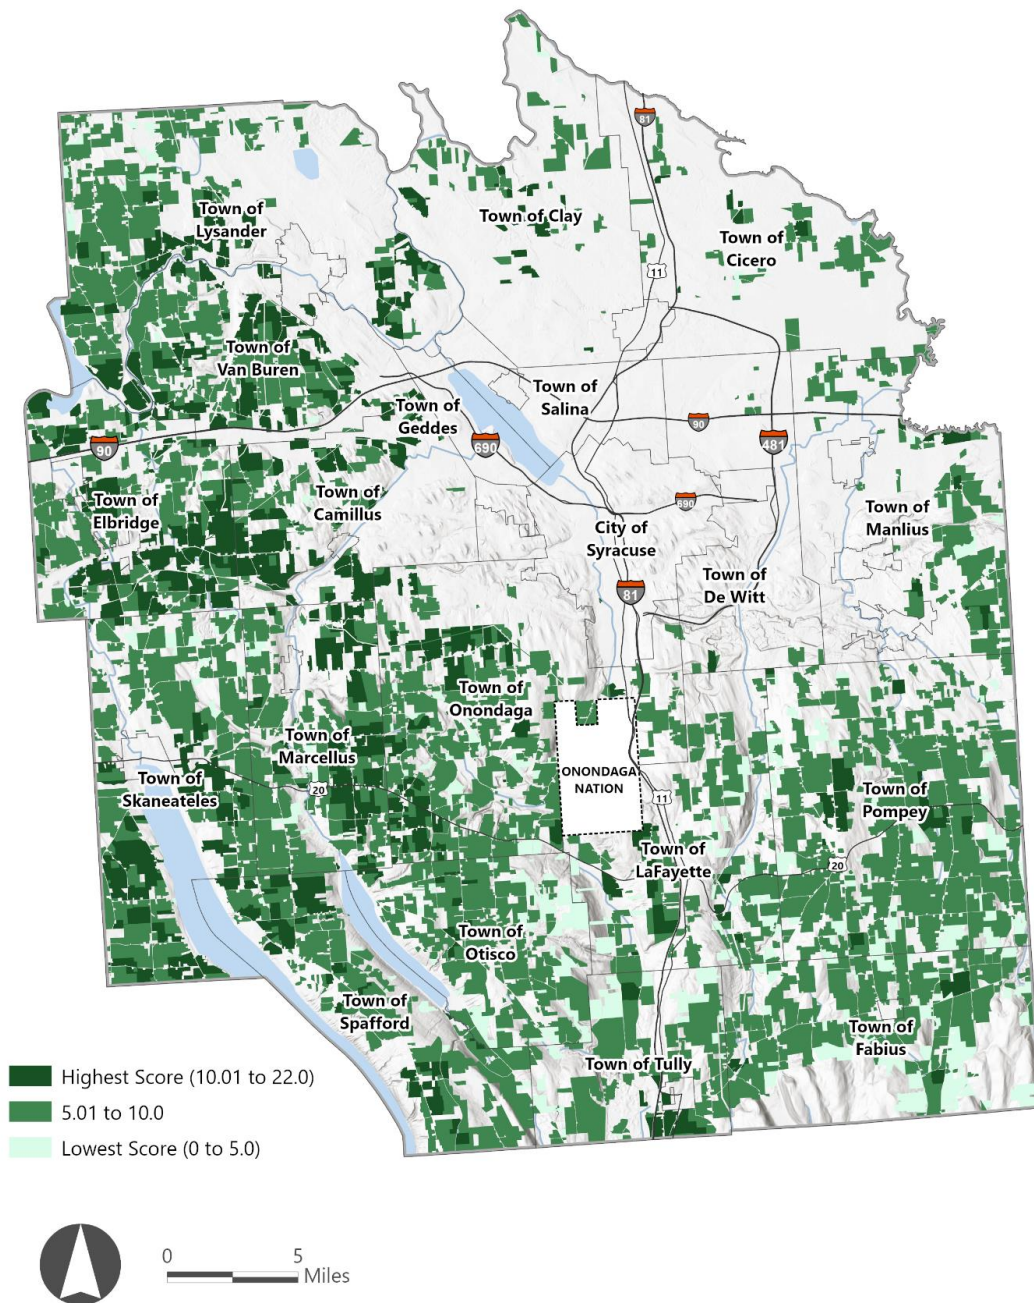 81
Town of
Lysander
Town of Clay
Town of
Cicero
11
Town of
Van Buren
Town of
Salina
Town of
Geddes
90
90
690
481
Town of
Elbridge
Town of
Camillus
690
Town of
Manlius
City of
Syracuse
Town of
De Witt
81
Town of
Onondaga
Town of
Marcellus
ONONDAGA
NATION
Town of
Skaneateles
20
11
Town of
Pompey
Town of
LaFayette
20
Town of
Otisco
Town of
Spafford
Town of
Fabius
Town of Tully
Highest Score (10.01 to 22.0)
5.01 to 10.0
Lowest Score (0 to 5.0)
0 5
Miles